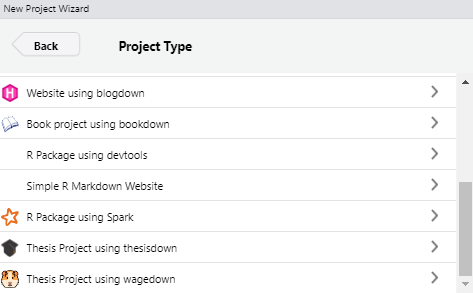 New Project Wizard
Back
Project Type
Website using blogdown
Book project using bookdown
R Package using devtools
Simple R Markdown Website
R Package using Spark
Thesis Project using thesisdown
Thesis Project using wagedown